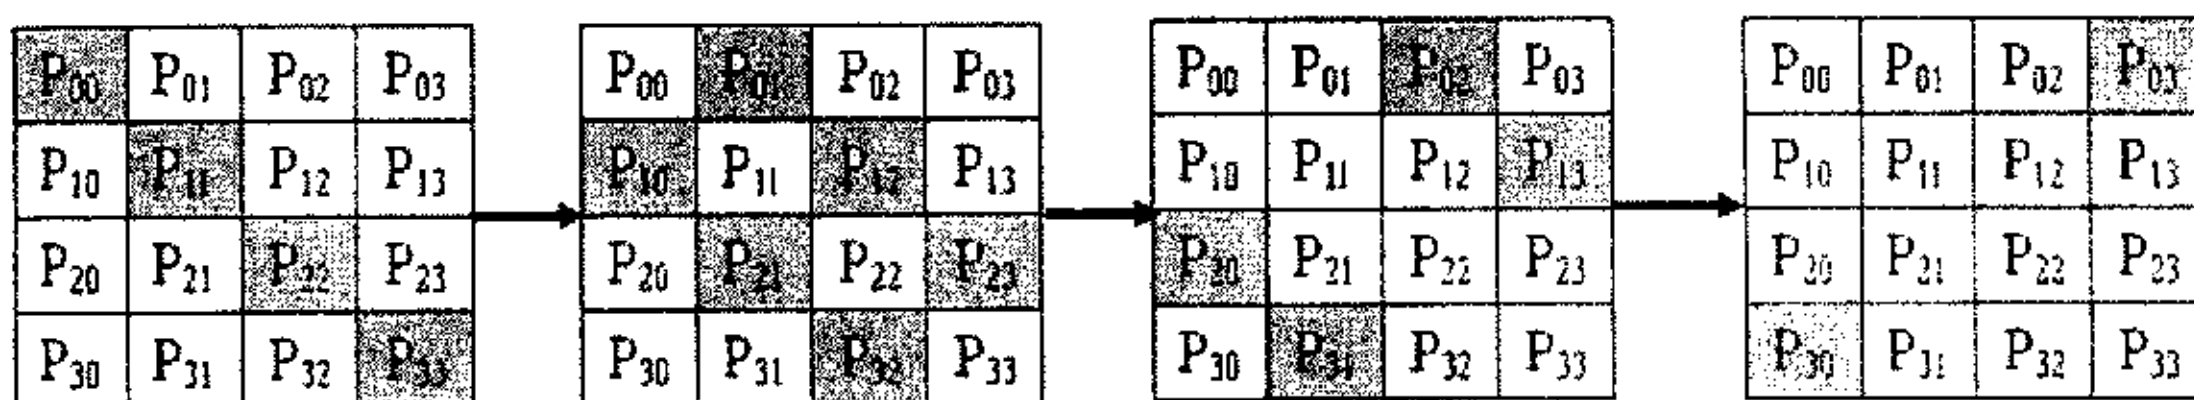 P₀₀ P₀₁ P₀₂ P₀₃ P₀₀ P₀₁ P₀₂ P₀₃ P₀₀ P₀₁ P₀₂ P₀₃ P₀₀ P₀₁ P₀₂ P₀₃
P₁₀ P₁₁ P₁₂ P₁₃ P₁₀ P₁₁ P₁₂ P₁₃ P₁₀ P₁₁ P₁₂ P₁₃ P₁₀ P₁₁ P₁₂ P₁₃
P₂₀ P₂₁ P₂₂ P₂₃ P₂₀ P₂₁ P₂₂ P₂₃ P₂₀ P₂₁ P₂₂ P₂₃ P₂₀ P₂₁ P₂₂ P₂₃
P₃₀ P₃₁ P₃₂ P₃₃ P₃₀ P₃₁ P₃₂ P₃₃ P₃₀ P₃₁ P₃₂ P₃₃ P₃₀ P₃₁ P₃₂ P₃₃